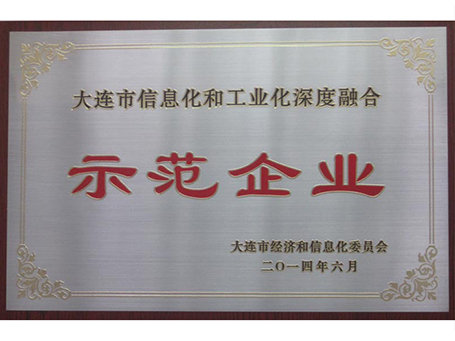 大连市信息化和工业化深度融合
示范企业
大连市经济和信息化委员会
二〇一四年六月